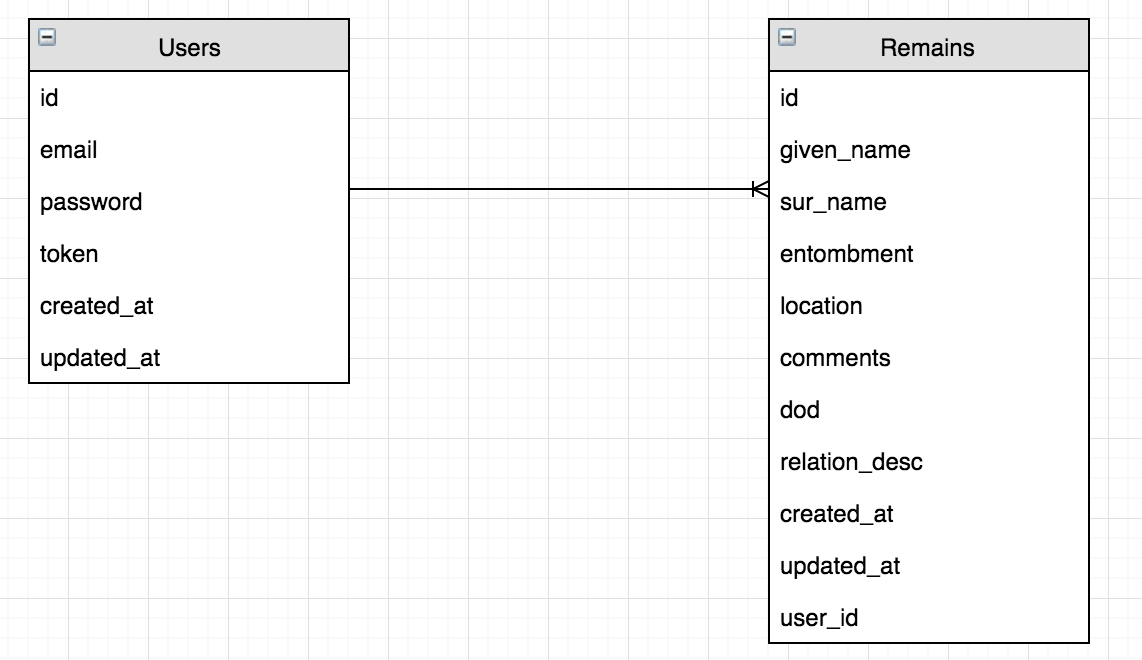 Users
id
email
password
token
created_at
updated_at
Remains
id
given_name
sur_name
entombment
location
comments
dod
relation_desc
created_at
updated_at
user_id